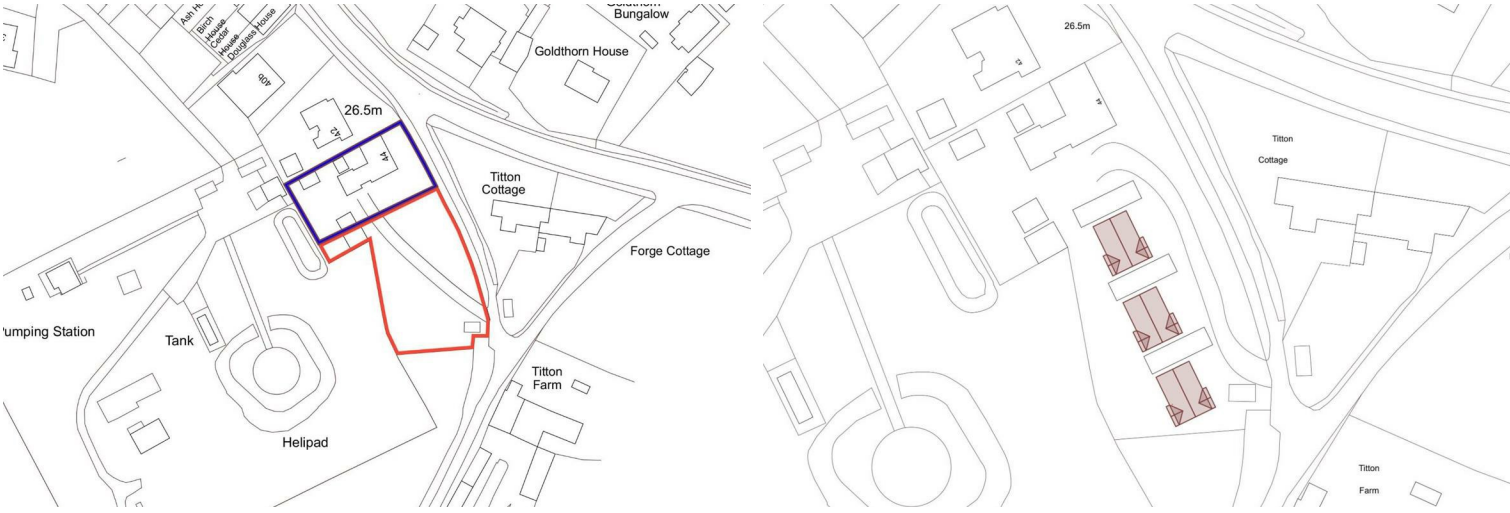 Goldthorn
Bungalow
Ash
Birch
House
Cedar
House
Douglass House
Goldthorn House
40b
26.5m
42
44
Titton
Cottage
Forge Cottage
Pumping Station
Tank
Titton
Farm
Helipad
26.5m
42
44
Titton
Cottage
Titton
Farm